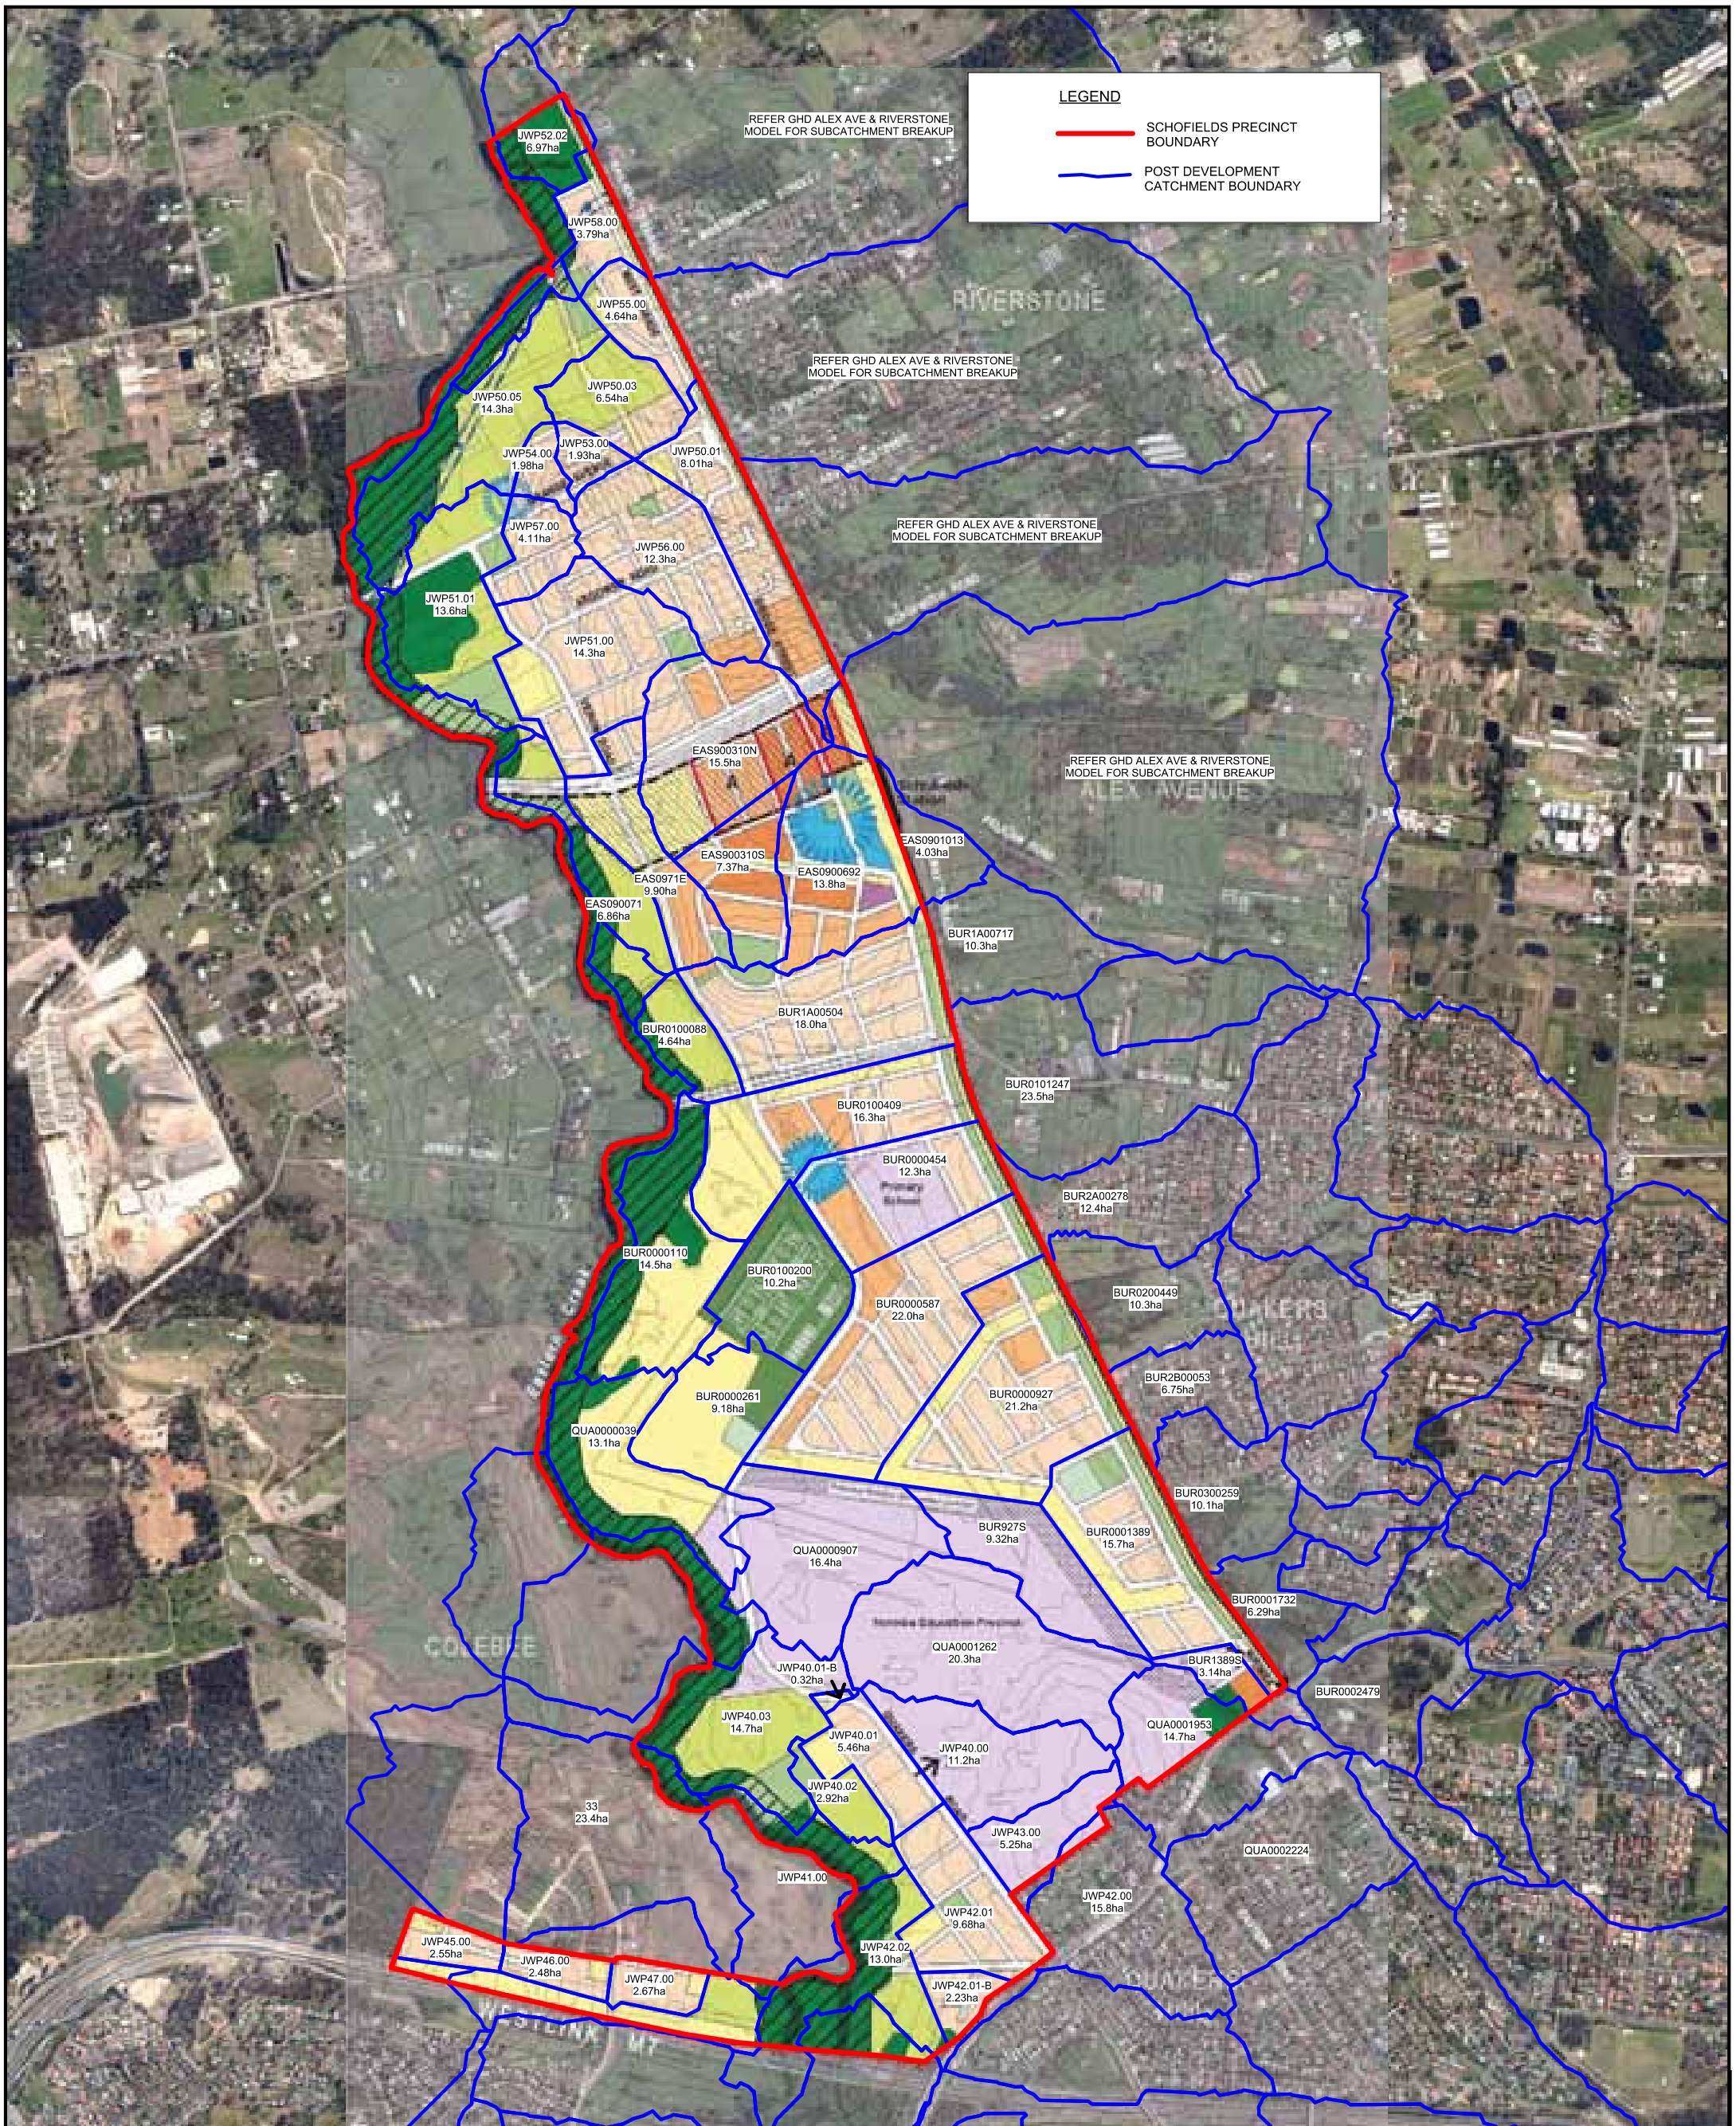 LEGEND
SCHOFIELDS PRECINCT
BOUNDARY
POST DEVELOPMENT
CATCHMENT BOUNDARY
REFER GHD ALEX AVE & RIVERSTONE
MODEL FOR SUBCATCHMENT BREAKUP
JWP52.02
6.97ha
JWP58.00
3.79ha
RIVERSTONE
JWP55.00
4.64ha
REFER GHD ALEX AVE & RIVERSTONE
MODEL FOR SUBCATCHMENT BREAKUP
JWP50.03
6.54ha
JWP50.05
14.3ha
JWP53.00
1.93ha
JWP54.00
1.98ha
JWP50.01
8.01ha
REFER GHD ALEX AVE & RIVERSTONE
MODEL FOR SUBCATCHMENT BREAKUP
JWP57.00
4.11ha
JWP56.00
12.3ha
JWP51.01
13.6ha
JWP51.00
14.3ha
EAS900310N
15.5ha
A
A
REFER GHD ALEX AVE & RIVERSTONE
MODEL FOR SUBCATCHMENT BREAKUP
ALEX AVENUE
EAS0901013
4.03ha
EAS900310S
7.37ha
EAS0900692
13.8ha
EAS0971E
9.90ha
EAS090071
6.86ha
BUR1A00717
10.3ha
BUR1A00504
18.0ha
BUR0100088
4.64ha
BUR0101247
23.5ha
BUR0100409
16.3ha
BUR0000454
12.3ha
Primary
School
BUR2A00278
12.4ha
BUR0000110
14.5ha
BUR0100200
10.2ha
BUR0200449
10.3ha
QUAKERS
HILL
BUR0000587
22.0ha
BUR2B00053
6.75ha
BUR0000261
9.18ha
BUR0000927
21.2ha
QUA0000039
13.1ha
BUR0300259
10.1ha
BUR927S
9.32ha
BUR0001389
15.7ha
QUA0000907
16.4ha
BUR0001732
6.29ha
Nirimba Education Precinct
COLEBEE
QUA0001262
20.3ha
BUR1389S
3.14ha
JWP40.01-B
0.32ha
BUR0002479
JWP40.03
14.7ha
QUA0001953
14.7ha
JWP40.01
5.46ha
JWP40.00
11.2ha
JWP40.02
2.92ha
33
23.4ha
JWP43.00
5.25ha
QUA0002224
JWP41.00
JWP42.00
15.8ha
JWP42.01
9.68ha
JWP45.00
2.55ha
JWP42.02
13.0ha
JWP46.00
2.48ha
JWP47.00
2.67ha
JWP42.01-B
2.23ha